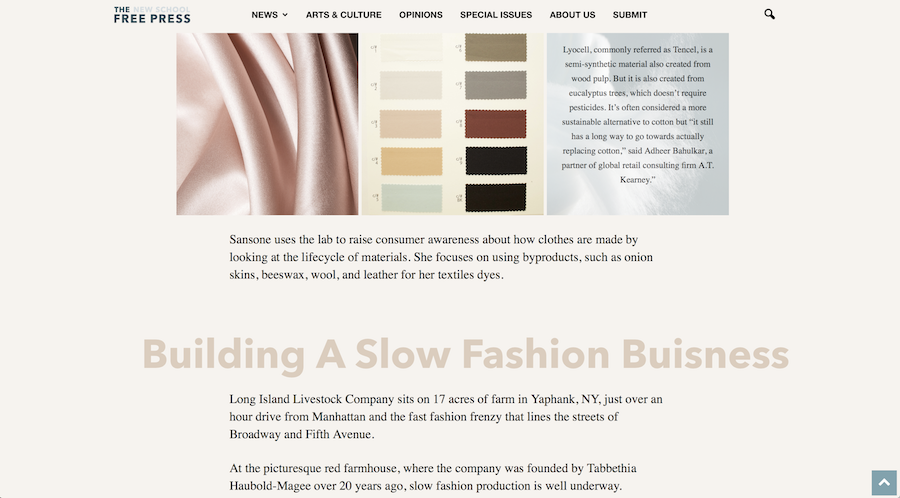 THE NEW SCHOOL
FREE PRESS
NEWS
ARTS & CULTURE
OPINIONS
SPECIAL ISSUES
ABOUT US
SUBMIT
Lyocell, commonly referred as Tencel, is a
semi-synthetic material also created from
wood pulp. But it is also created from
eucalyptus trees, which doesn't require
pesticides. It's often considered a more
sustainable alternative to cotton but “it still
has a long way to go towards actually
replacing cotton,” said Adheer Bahulkar, a
partner of global retail consulting firm A.T.
Kearney.”
Sansone uses the lab to raise consumer awareness about how clothes are made by
looking at the lifecycle of materials. She focuses on using byproducts, such as onion
skins, beeswax, wool, and leather for her textiles dyes.
Building A Slow Fashion Buisness
Long Island Livestock Company sits on 17 acres of farm in Yaphank, NY, just over an
hour drive from Manhattan and the fast fashion frenzy that lines the streets of
Broadway and Fifth Avenue.
At the picturesque red farmhouse, where the company was founded by Tabbethia
Haubold-Magee over 20 years ago, slow fashion production is well underway.